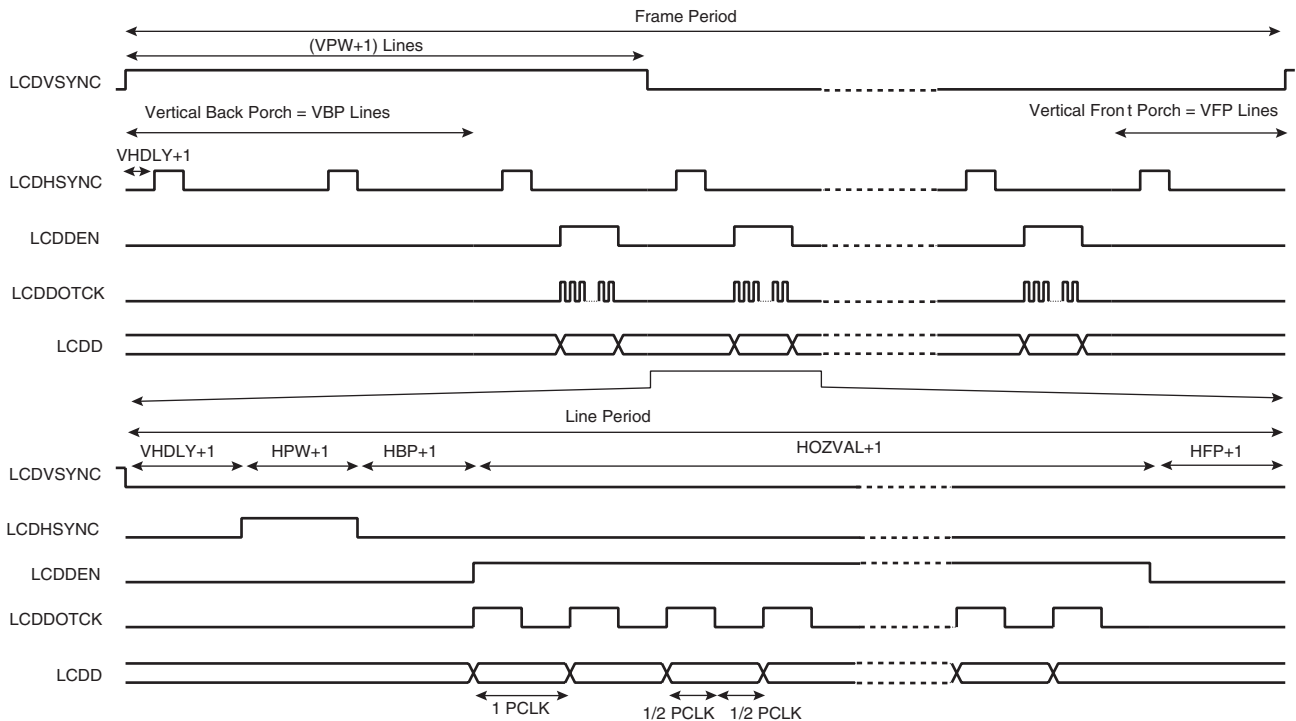 Frame Period
(VPW+1) Lines
LCDVSYNC
Vertical Back Porch = VBP Lines
Vertical Front Porch = VFP Lines
VHDLY+1
LCDHSYNC
LCDDEN
LCDDOTCK
LCDD
Line Period
VHDLY+1
HPW+1
HBP+1
HOZVAL+1
HFP+1
LCDVSYNC
LCDHSYNC
LCDDEN
LCDDOTCK
LCDD
1 PCLK
1/2 PCLK
1/2 PCLK